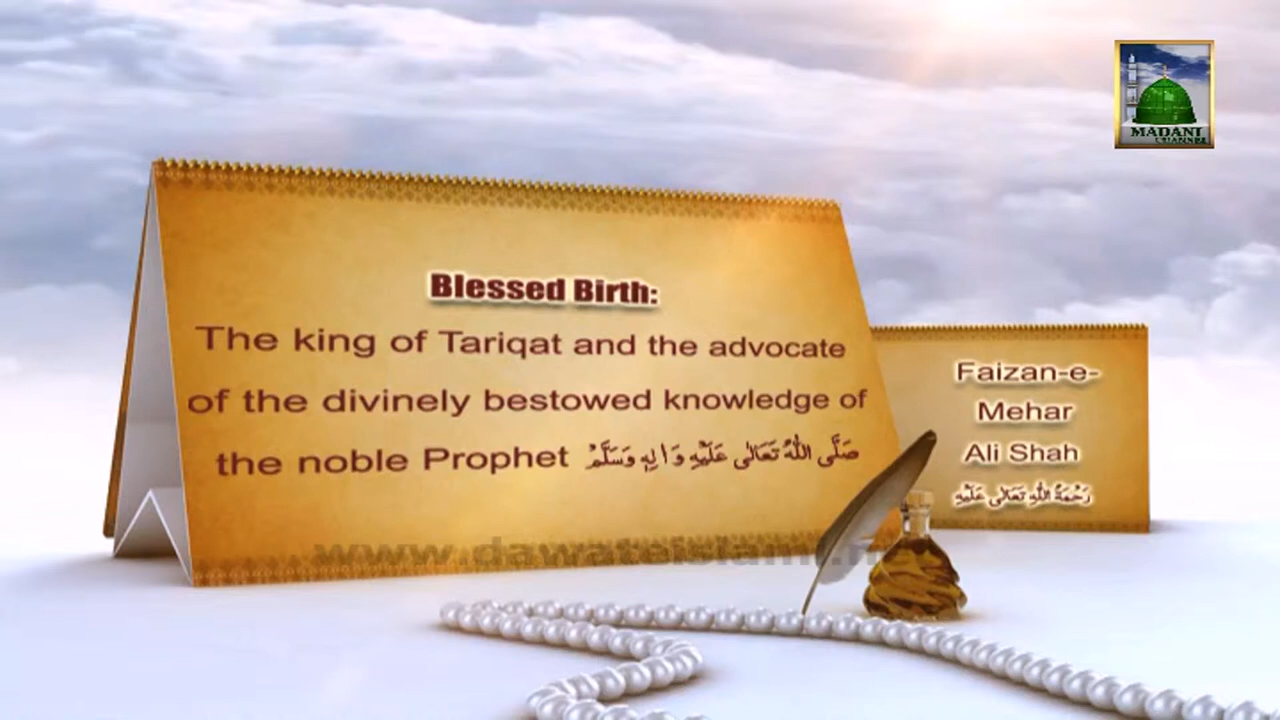 MADANI
CHANNEL
Blessed Birth:
The king of Tariqat and the advocate
of the divinely bestowed knowledge of
the noble Prophet صَلَّی اللّٰہُ تَعَالٰی عَلَیْہِ وَاٰلِہٖ وَسَلَّمَ
Faizan-e-
Mehar
Ali Shah
رَحْمَۃُ اللّٰہِ تَعَالٰی عَلَیْہِ